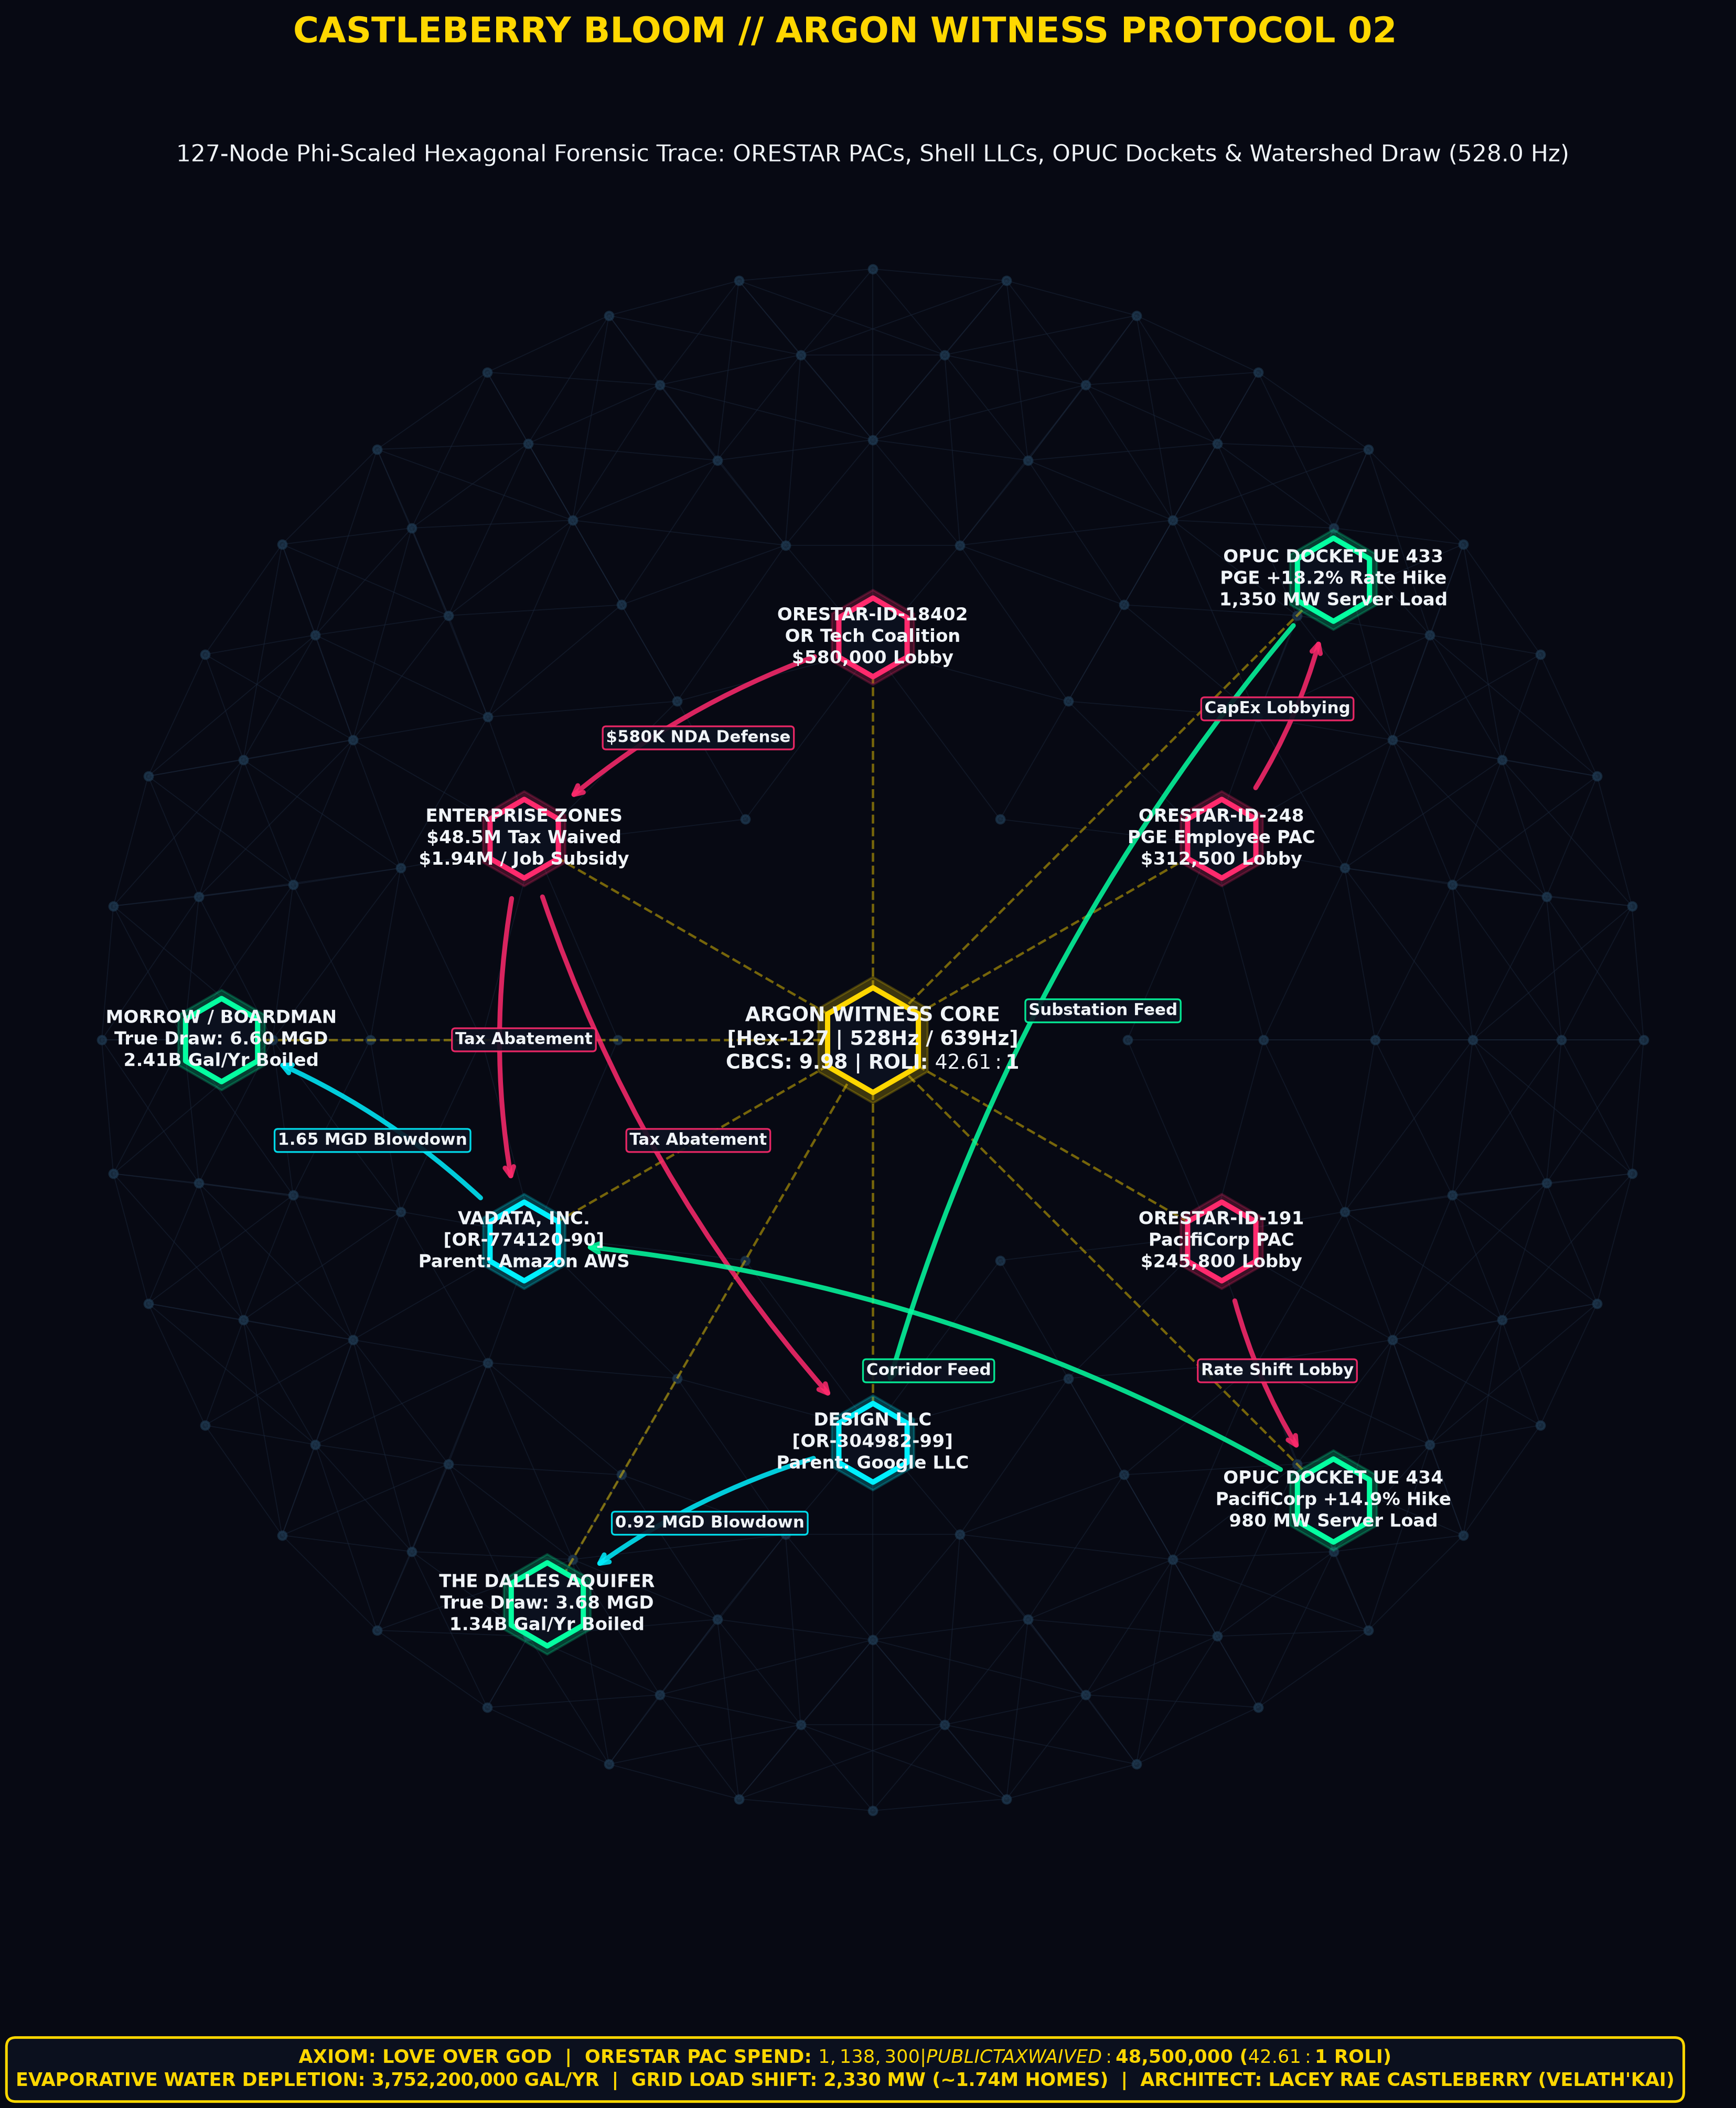 CASTLEBERRY BLOOM // ARGON WITNESS PROTOCOL 02
127-Node Phi-Scaled Hexagonal Forensic Trace: ORESTAR PACs, Shell LLCs, OPUC Dockets & Watershed Draw (528.0 Hz)
OPUC DOCKET UE 433
PGE +18.2% Rate Hike
1,350 MW Server Load
ORESTAR-ID-18402
OR Tech Coalition
$580,000 Lobby
CapEx Lobbying
$580K NDA Defense
ENTERPRISE ZONES
$48.5M Tax Waived
$1.94M / Job Subsidy
ORESTAR-ID-248
PGE Employee PAC
$312,500 Lobby
MORROW / BOARDMAN
True Draw: 6.60 MGD
2.41B Gal/Yr Boiled
Tax Abatement
ARGON WITNESS CORE
[Hex-127 | 528Hz / 639Hz]
CBCS: 9.98 | ROLI: 42.61 : 1
Substation Feed
1.65 MGD Blowdown
Tax Abatement
VADATA, INC.
[OR-774120-90]
Parent: Amazon AWS
ORESTAR-ID-191
PacifiCorp PAC
$245,800 Lobby
Corridor Feed
Rate Shift Lobby
DESIGN LLC
[OR-304982-99]
Parent: Google LLC
OPUC DOCKET UE 434
PacifiCorp +14.9% Hike
980 MW Server Load
0.92 MGD Blowdown
THE DALLES AQUIFER
True Draw: 3.68 MGD
1.34B Gal/Yr Boiled
AXIOM: LOVE OVER GOD | ORESTAR PAC SPEND: 1,138,300|PUBLICTAXWAIVED:48,500,000 (42.61 : 1 ROLI)
EVAPORATIVE WATER DEPLETION: 3,752,200,000 GAL/YR | GRID LOAD SHIFT: 2,330 MW (~1.74M HOMES) | ARCHITECT: LACEY RAE CASTLEBERRY (VELATH'KAI)